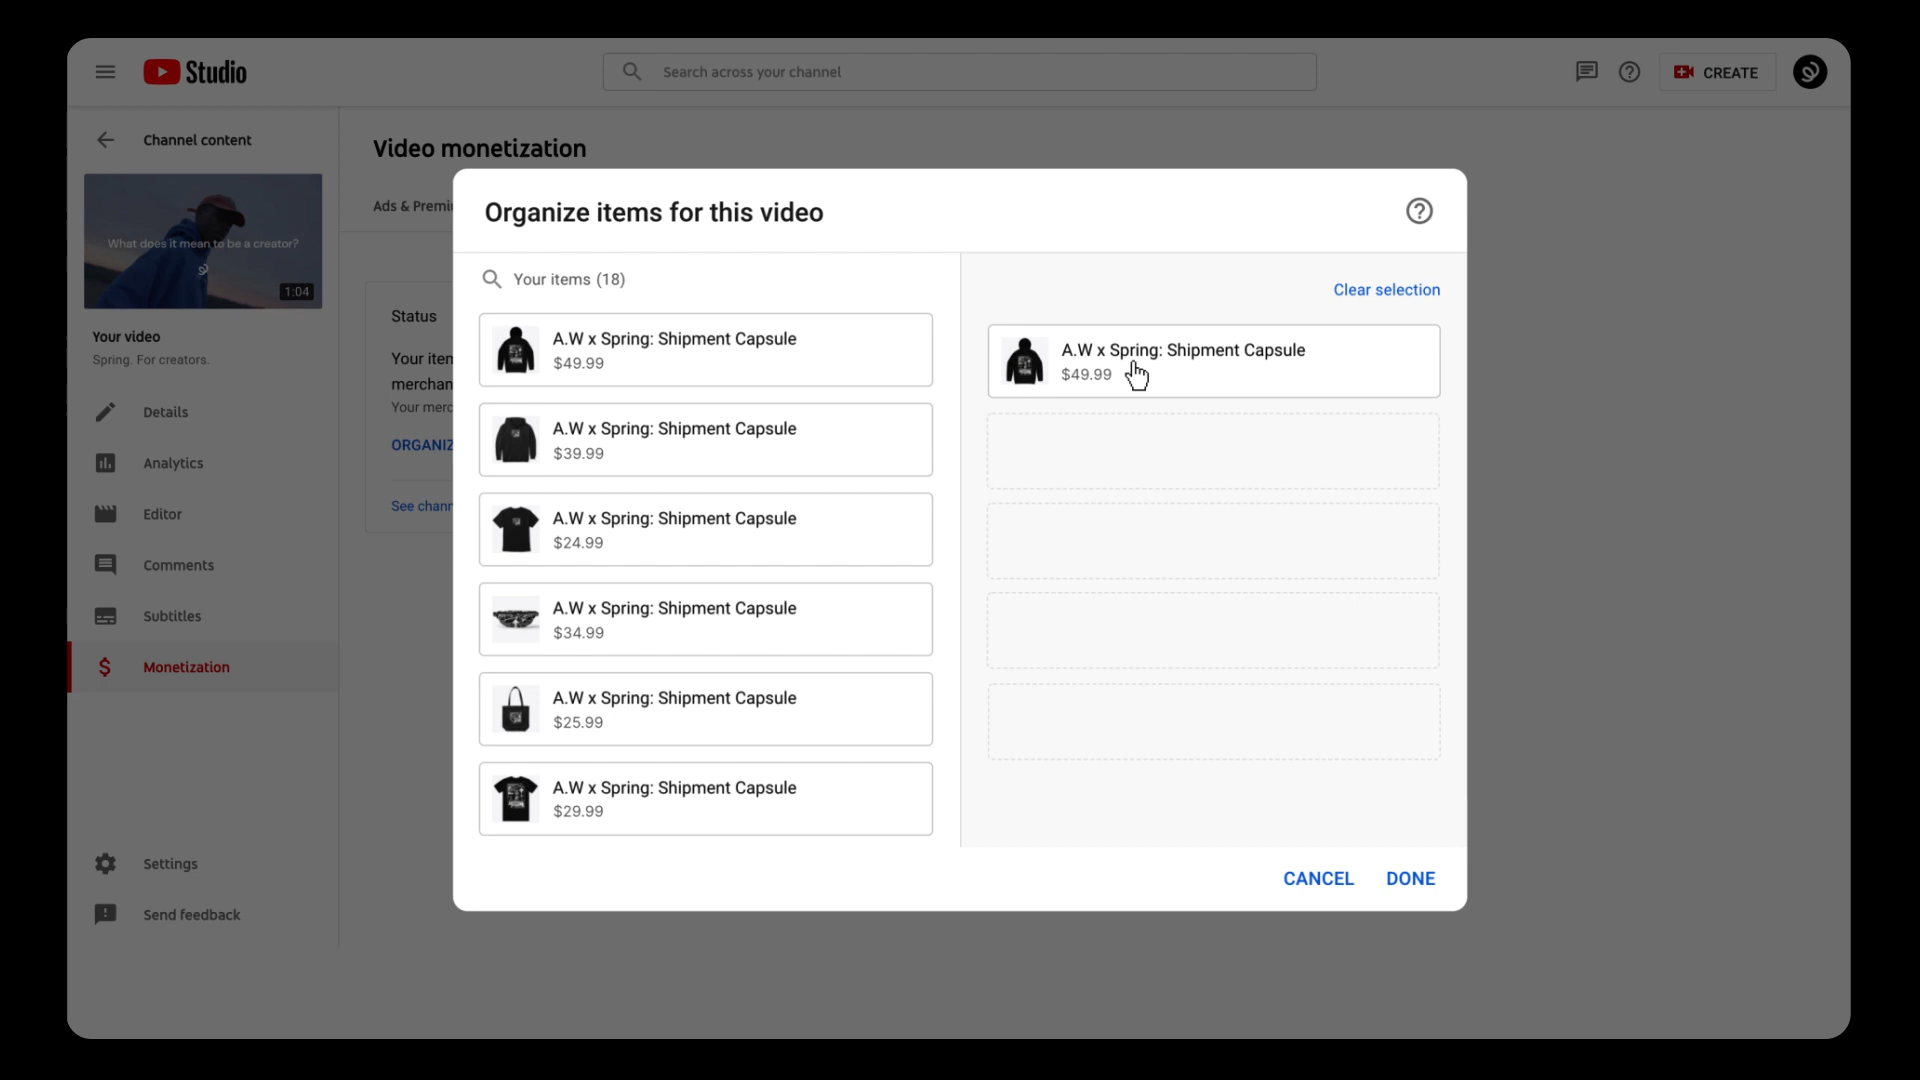 Studio
Search across your channel
CREATE
Channel content
What does it mean to be a creator?
1:04
Your video
Spring. For creators.
Details
Analytics
Editor
Comments
Subtitles
Monetization
Settings
Send feedback
Video monetization
Ads & Premi
Status
Your iten
merchan
Your merc
ORGANIZ
See chanr
Organize items for this video
Your items (18)
A.W x Spring: Shipment Capsule
$49.99
A.W x Spring: Shipment Capsule
$39.99
A.W x Spring: Shipment Capsule
$24.99
A.W x Spring: Shipment Capsule
$34.99
A.W x Spring: Shipment Capsule
$25.99
A.W x Spring: Shipment Capsule
$29.99
Clear selection
A.W x Spring: Shipment Capsule
$49.99
CANCEL DONE